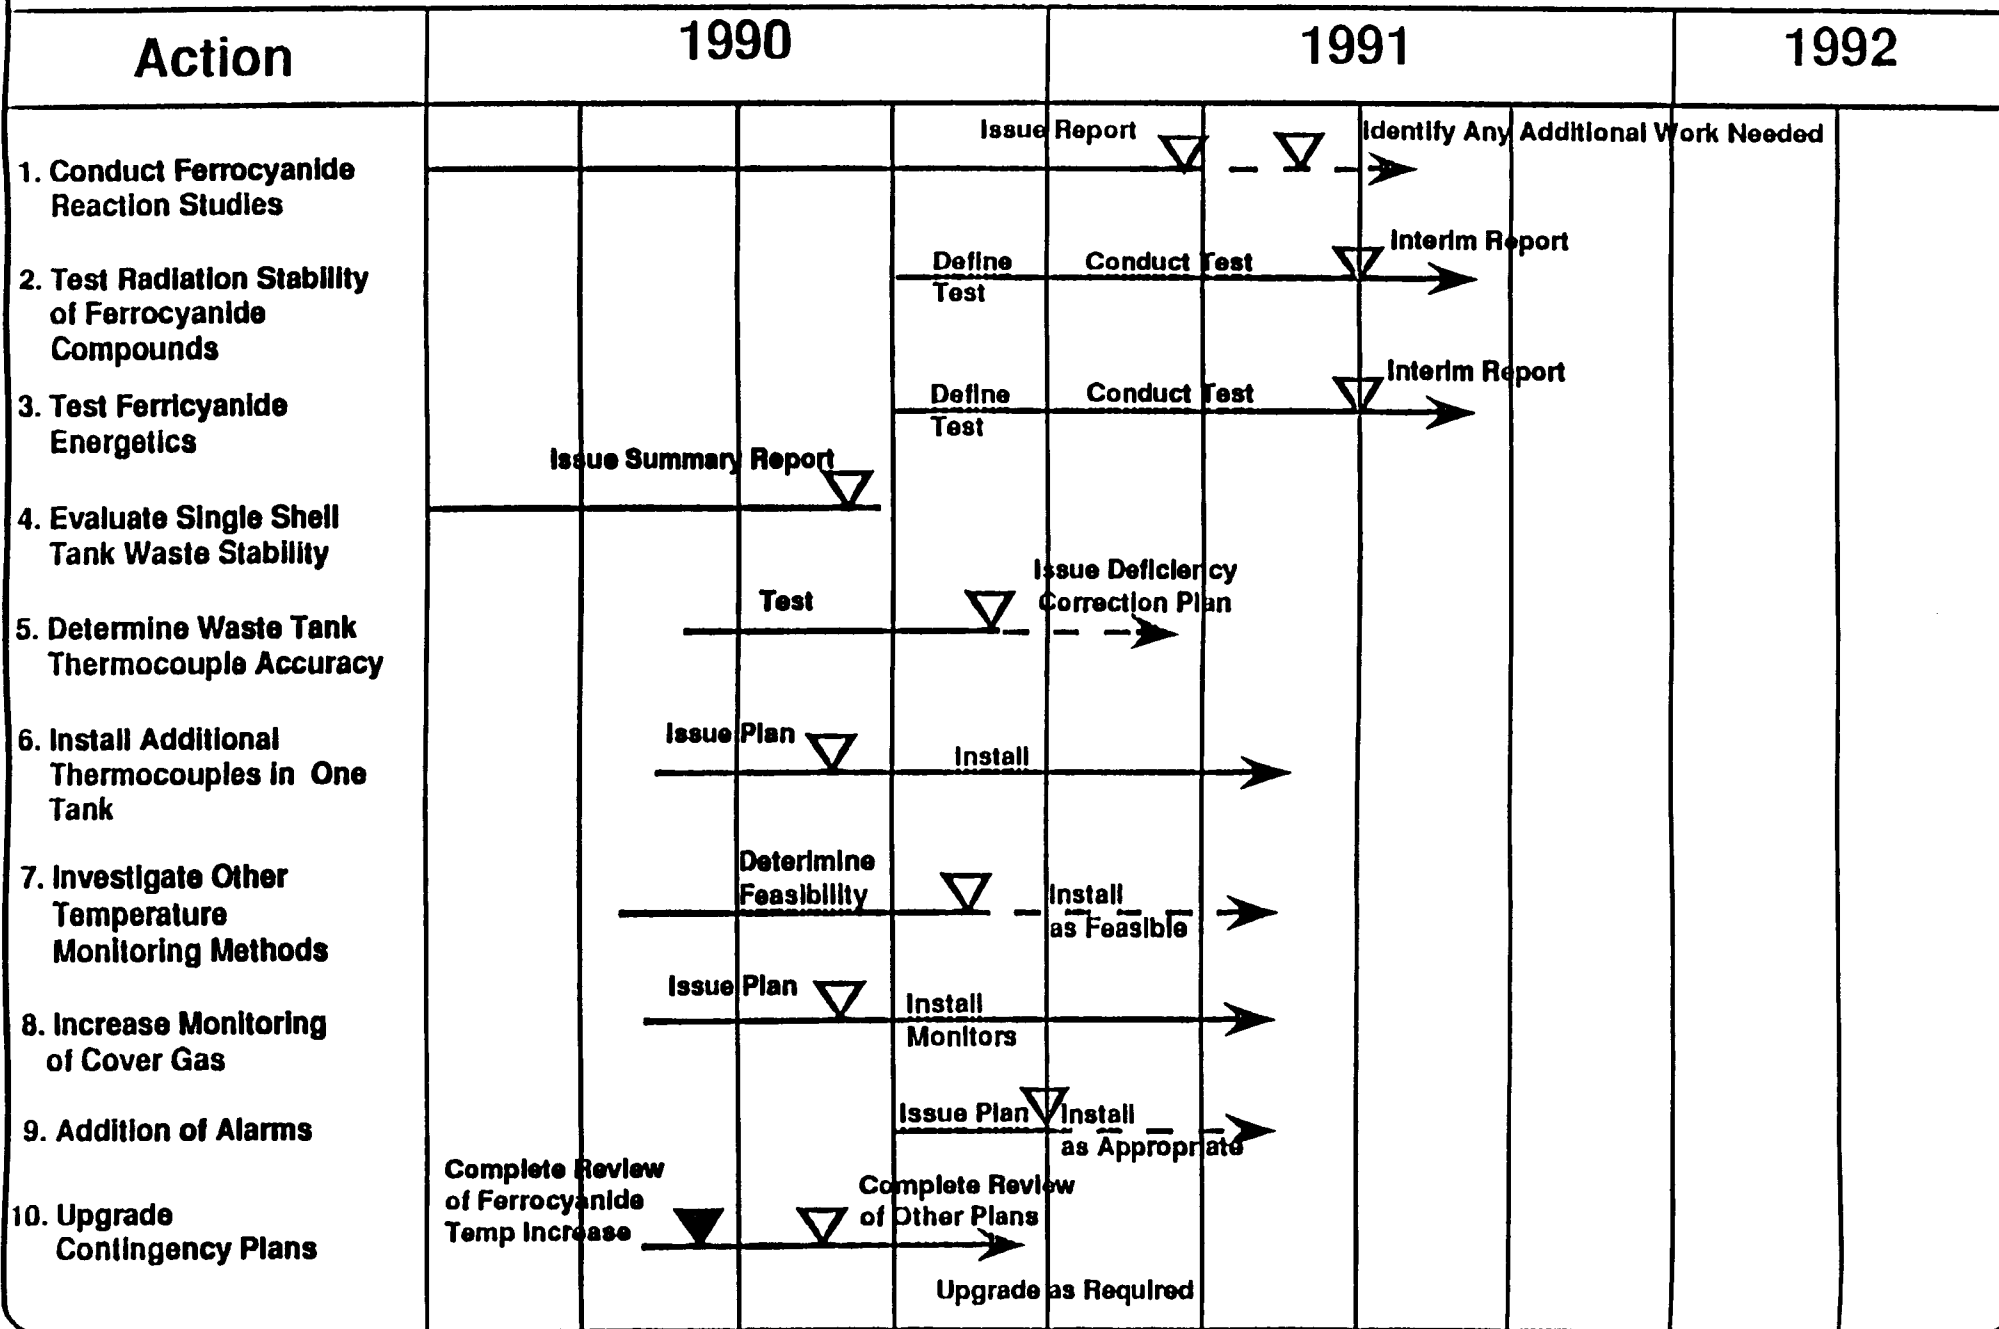 Action
1990
1991
1992
Issue Report
Identify Any Additional Work Needed
1. Conduct Ferrocyanide
Reaction Studies
Interim Report
Define
Test
Conduct Test
2. Test Radiation Stability
of Ferrocyanide
Compounds
Interim Report
Define
Test
Conduct Test
3. Test Ferricyanide
Energetics
Issue Summary Report
4. Evaluate Single Shell
Tank Waste Stability
Test
Issue Deficiency
Correction Plan
5. Determine Waste Tank
Thermocouple Accuracy
Issue Plan
Install
6. Install Additional
Thermocouples in One
Tank
Deterimine
Feasibility
Install
as Feasible
7. Investigate Other
Temperature
Monitoring Methods
Issue Plan
Install
Monitors
8. Increase Monitoring
of Cover Gas
Issue Plan
Install
as Appropriate
9. Addition of Alarms
Complete Review
of Ferrocyanide
Temp Increase
Complete Review
of Other Plans
10. Upgrade
Contingency Plans
Upgrade as Required